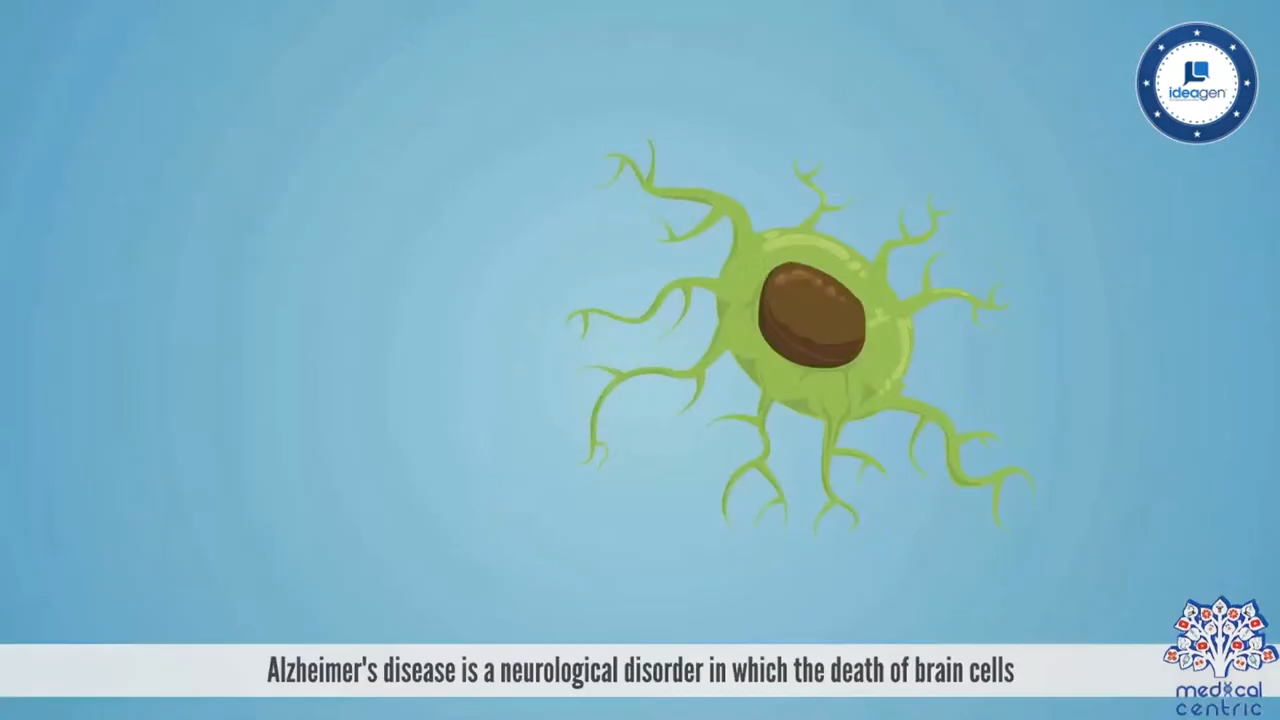 ideagen
Alzheimer's disease is a neurological disorder in which the death of brain cells
medical
centric